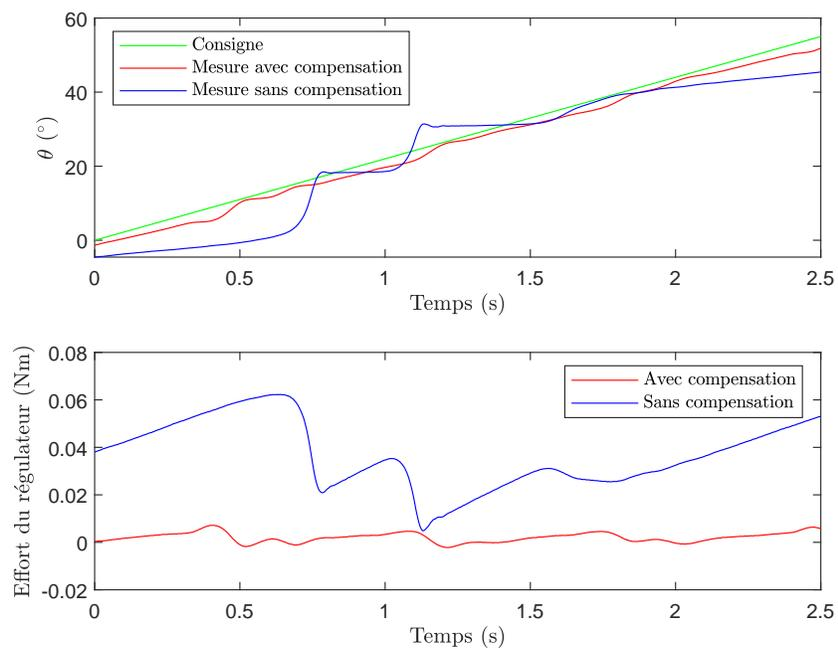 60
40
20
0
θ (°)
Consigne
Mesure avec compensation
Mesure sans compensation
0
0.5
1
1.5
2
2.5
Temps (s)
0.08
0.06
0.04
0.02
0
-0.02
Effort du régulateur (Nm)
Avec compensation
Sans compensation
0
0.5
1
1.5
2
2.5
Temps (s)